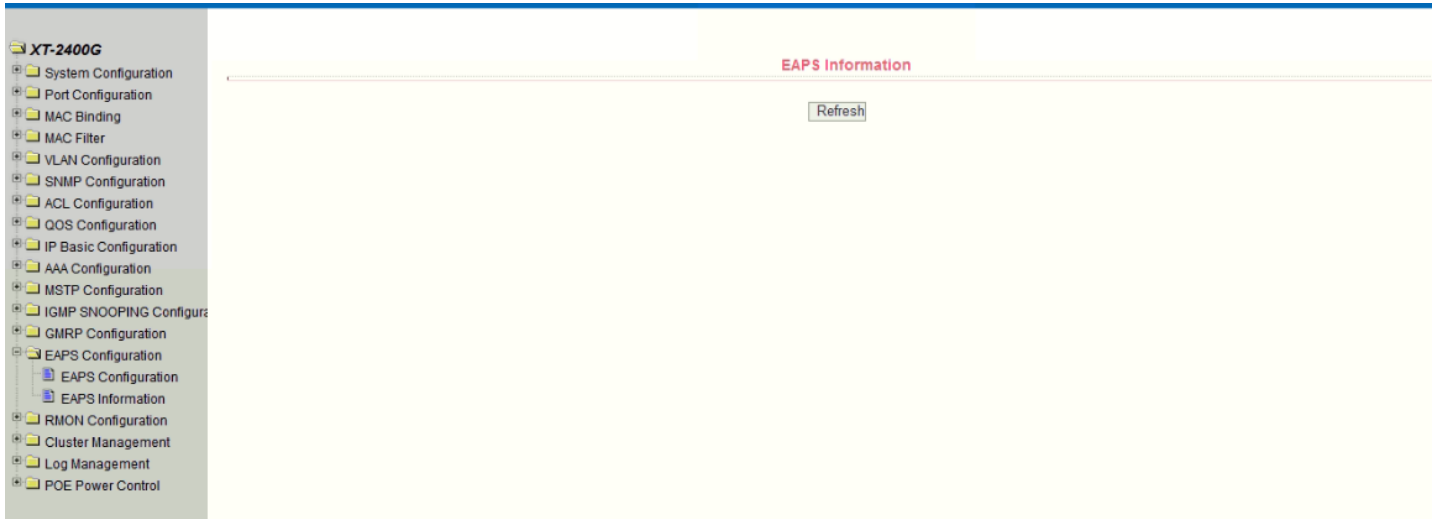 XT-2400G
System Configuration
Port Configuration
MAC Binding
MAC Filter
VLAN Configuration
SNMP Configuration
ACL Configuration
QOS Configuration
IP Basic Configuration
AAA Configuration
MSTP Configuration
IGMP SNOOPING Configura
GMRP Configuration
EAPS Configuration
EAPS Configuration
EAPS Information
RMON Configuration
Cluster Management
Log Management
POE Power Control
EAPS Information
Refresh